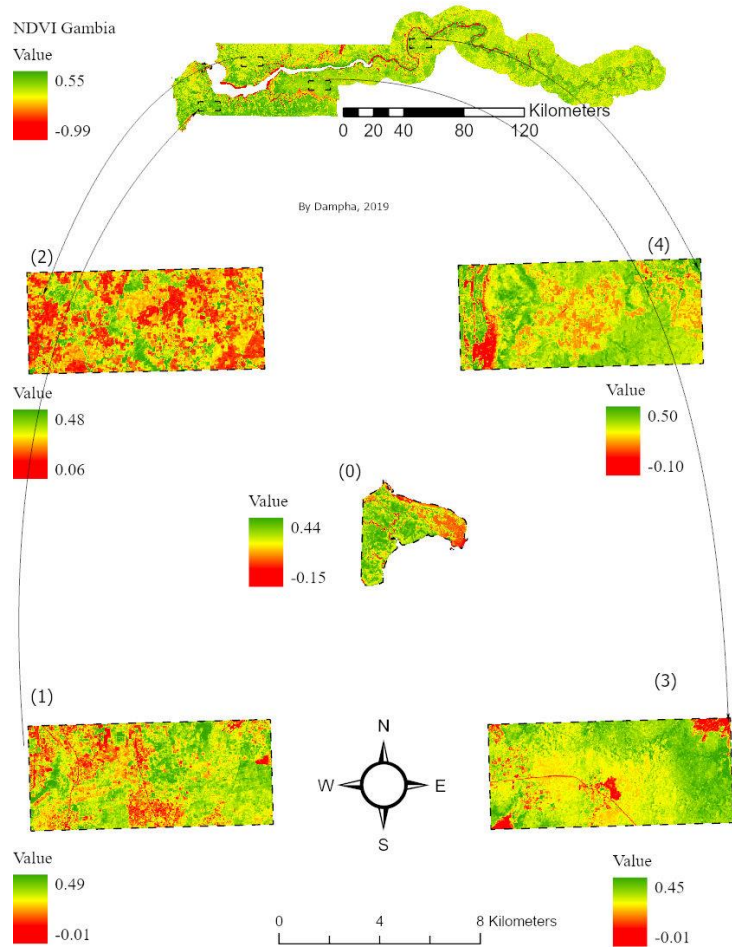 NDVI Gambia
Value
0.55
-0.99
Kilometers
0 10 20 40 80 120
By Dampha, 2019
(2)
(4)
Value
0.48
0.06
Value
0.50
-0.10
(0)
Value
0.44
-0.15
(1)
(3)
N
W E
S
Value
0.49
-0.01
Value
0.45
-0.01
0 4 8 Kilometers